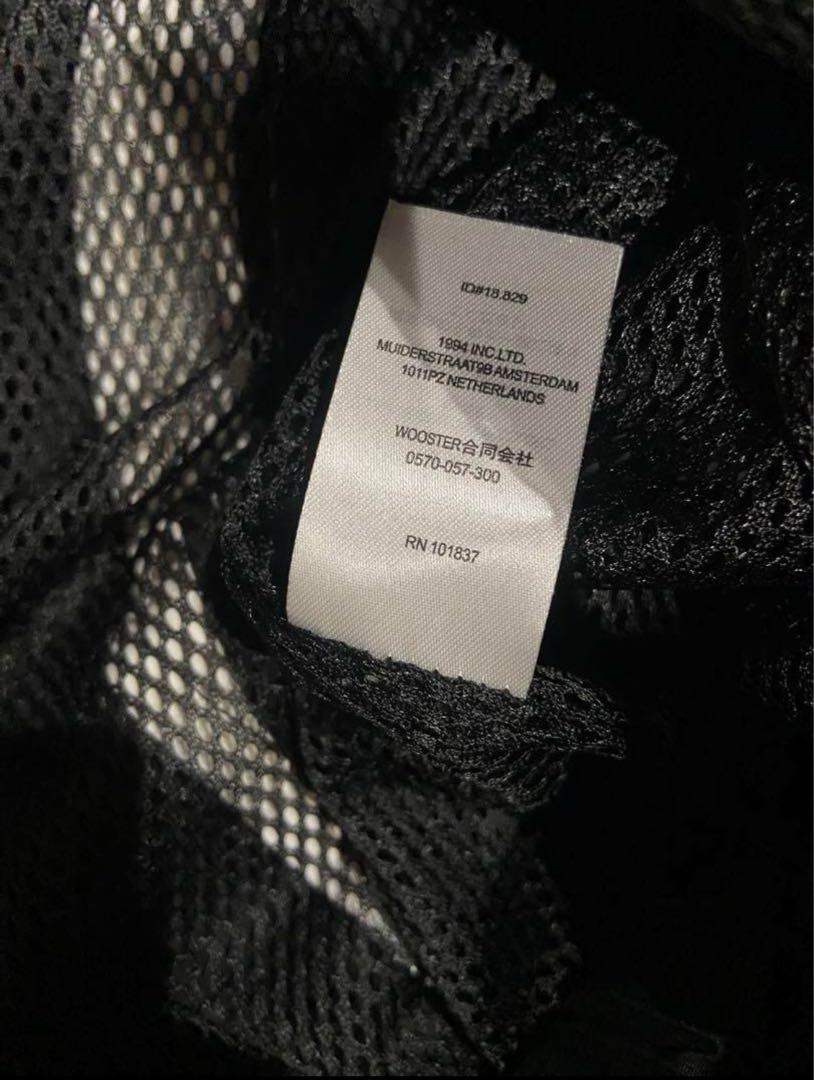 ID#18.829
1994 INC.LTD.
MUIDERSTRAAT9B AMSTERDAM
1011PZ NETHERLANDS
WOOSTER合同会社
0570-057-300
RN 101837